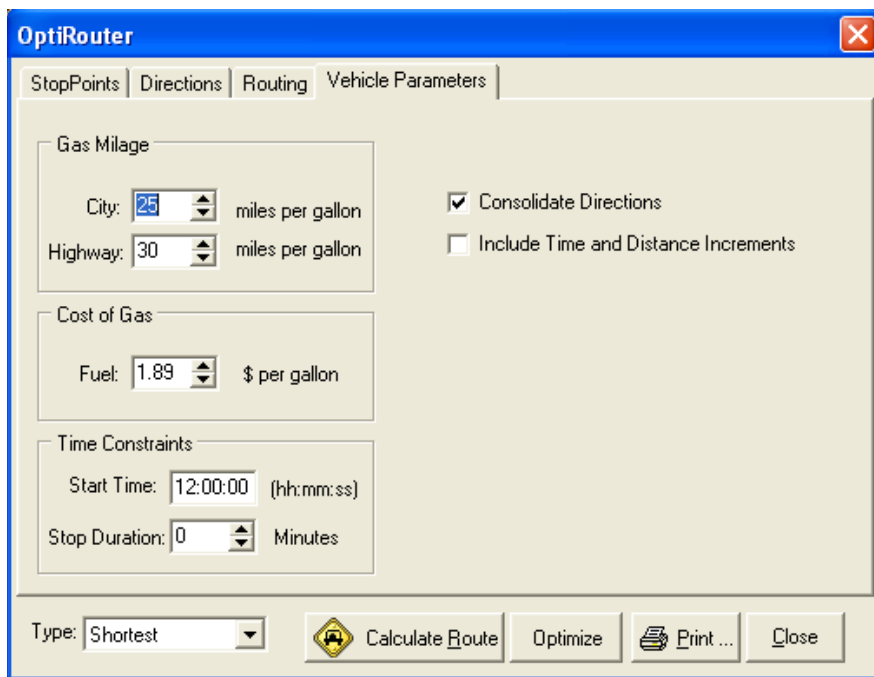 OptiRouter
StopPoints Directions Routing Vehicle Parameters
Gas Milage
City: 25 miles per gallon
Highway: 30 miles per gallon
Consolidate Directions
Include Time and Distance Increments
Cost of Gas
Fuel: 1.89 $ per gallon
Time Constraints
Start Time: 12:00:00 (hh:mm:ss)
Stop Duration: 0 Minutes
Type: Shortest Calculate Route Optimize Print ... Close